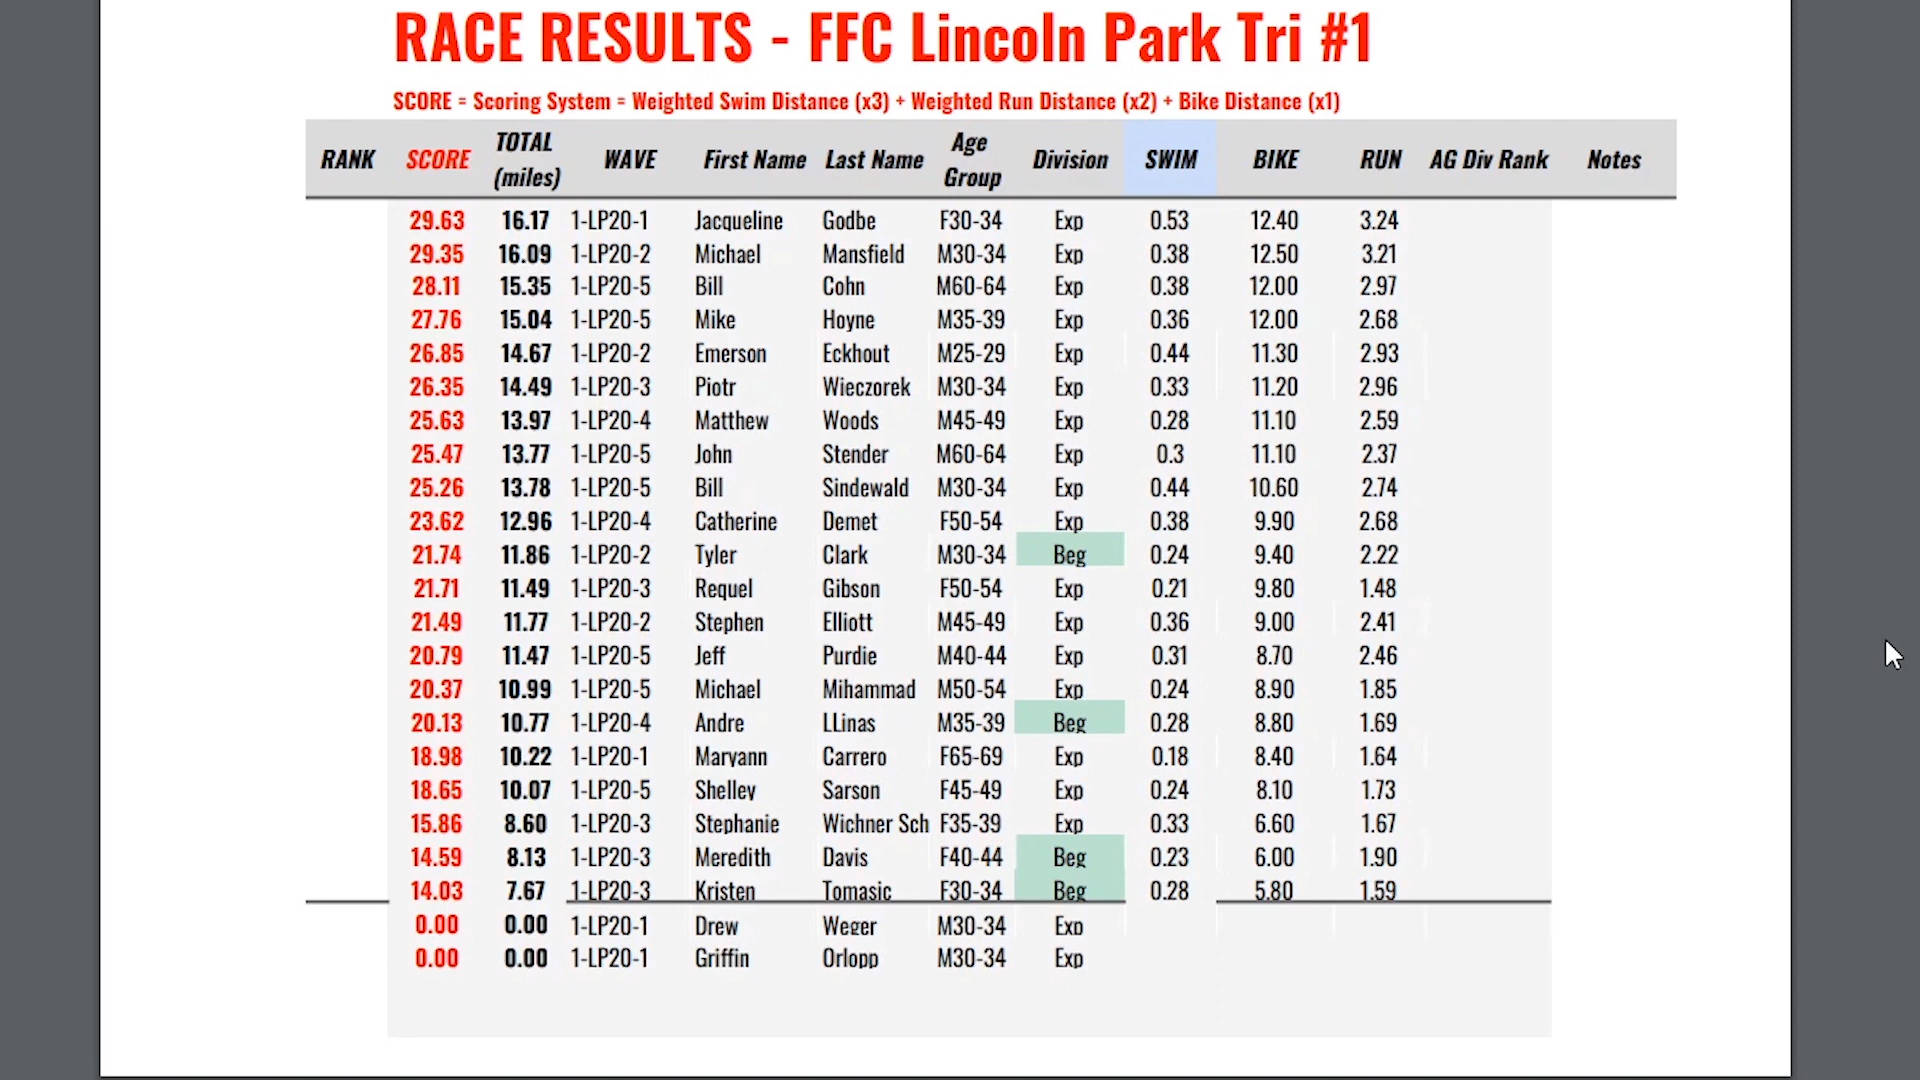 RACE RESULTS - FFC Lincoln Park Tri #1
SCORE = Scoring System = Weighted Swim Distance (x3) + Weighted Run Distance (x2) + Bike Distance (x1)
RANK SCORE TOTAL (miles) WAVE First Name Last Name Age Group Division SWIM BIKE RUN AG Div Rank Notes
29.63 16.17 1-LP20-1 Jacqueline Godbe F30-34 Exp 0.53 12.40 3.24
29.35 16.09 1-LP20-2 Michael Mansfield M30-34 Exp 0.38 12.50 3.21
28.11 15.35 1-LP20-5 Bill Cohn M60-64 Exp 0.38 12.00 2.97
27.76 15.04 1-LP20-5 Mike Hoyne M35-39 Exp 0.36 12.00 2.68
26.85 14.67 1-LP20-2 Emerson Eckhout M25-29 Exp 0.44 11.30 2.93
26.35 14.49 1-LP20-3 Piotr Wieczorek M30-34 Exp 0.33 11.20 2.96
25.63 13.97 1-LP20-4 Matthew Woods M45-49 Exp 0.28 11.10 2.59
25.47 13.77 1-LP20-5 John Stender M60-64 Exp 0.3 11.10 2.37
25.26 13.78 1-LP20-5 Bill Sindewald M30-34 Exp 0.44 10.60 2.74
23.62 12.96 1-LP20-4 Catherine Demet F50-54 Exp 0.38 9.90 2.68
21.74 11.86 1-LP20-2 Tyler Clark M30-34 Beg 0.24 9.40 2.22
21.71 11.49 1-LP20-3 Requel Gibson F50-54 Exp 0.21 9.80 1.48
21.49 11.77 1-LP20-2 Stephen Elliott M45-49 Exp 0.36 9.00 2.41
20.79 11.47 1-LP20-5 Jeff Purdie M40-44 Exp 0.31 8.70 2.46
20.37 10.99 1-LP20-5 Michael Mihammad M50-54 Exp 0.24 8.90 1.85
20.13 10.77 1-LP20-4 Andre LLinas M35-39 Beg 0.28 8.80 1.69
18.98 10.22 1-LP20-1 Maryann Carrero F65-69 Exp 0.18 8.40 1.64
18.65 10.07 1-LP20-5 Shelley Sarson F45-49 Exp 0.24 8.10 1.73
15.86 8.60 1-LP20-3 Stephanie Wichner Sch F35-39 Exp 0.33 6.60 1.67
14.59 8.13 1-LP20-3 Meredith Davis F40-44 Beg 0.23 6.00 1.90
14.03 7.67 1-LP20-3 Kristen Tomasic F30-34 Beg 0.28 5.80 1.59
0.00 0.00 1-LP20-1 Drew Weger M30-34 Exp
0.00 0.00 1-LP20-1 Griffin Orlopp M30-34 Exp